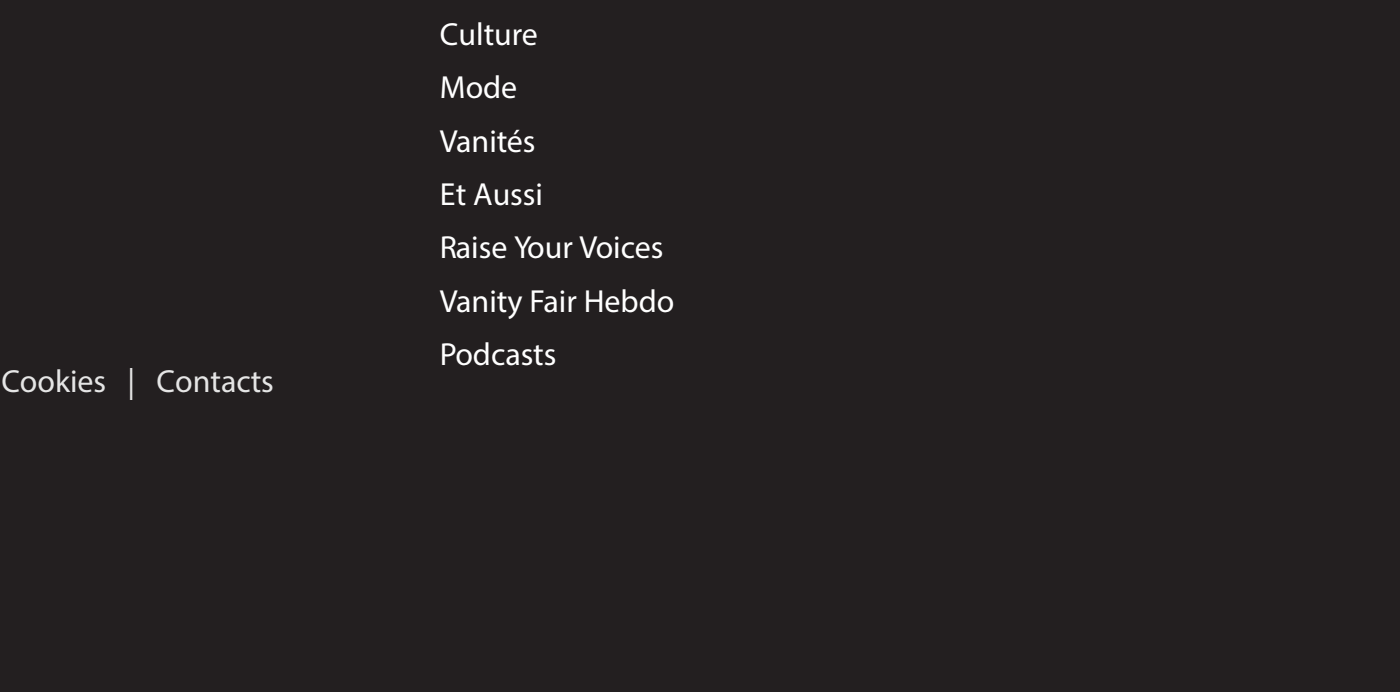 Culture
Mode
Vanités
Et Aussi
Raise Your Voices
Vanity Fair Hebdo
Podcasts
Cookies | Contacts